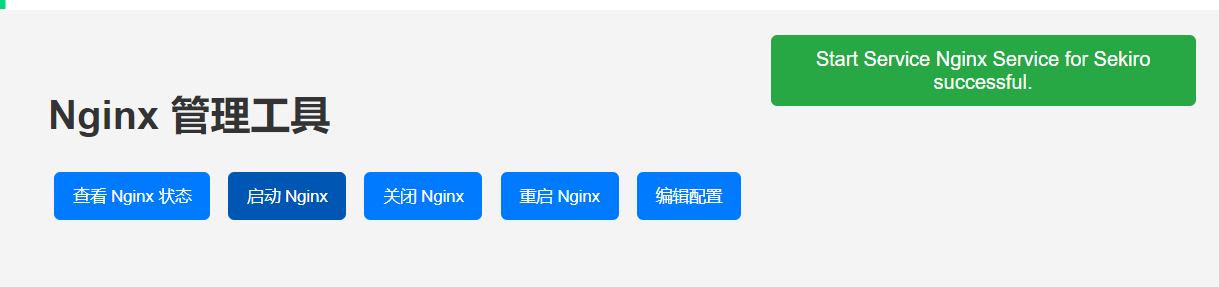 Start Service Nginx Service for Sekiro
successful.
Nginx 管理工具
查看 Nginx 状态
启动 Nginx
关闭 Nginx
重启 Nginx
编辑配置